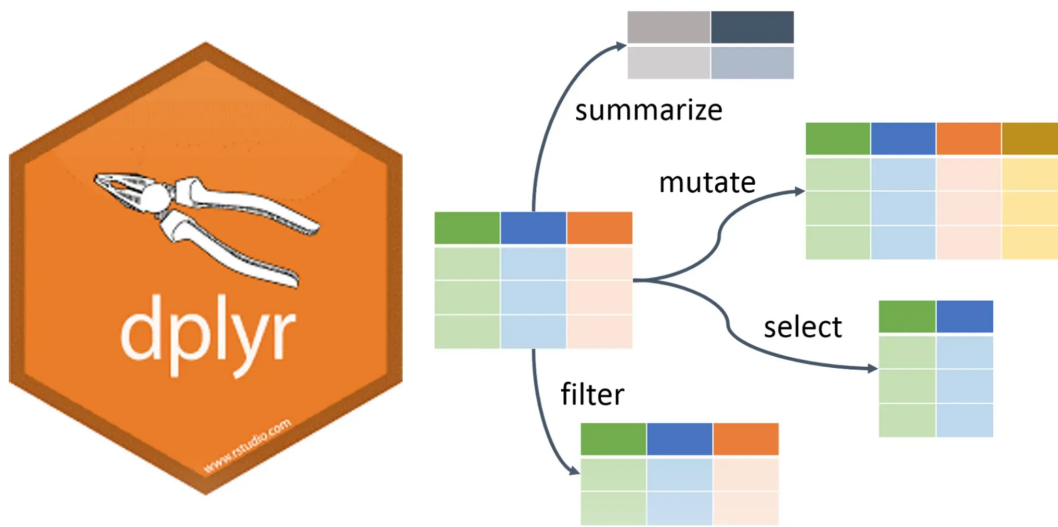 dplyr
www.rstudio.com
summarize
mutate
select
filter